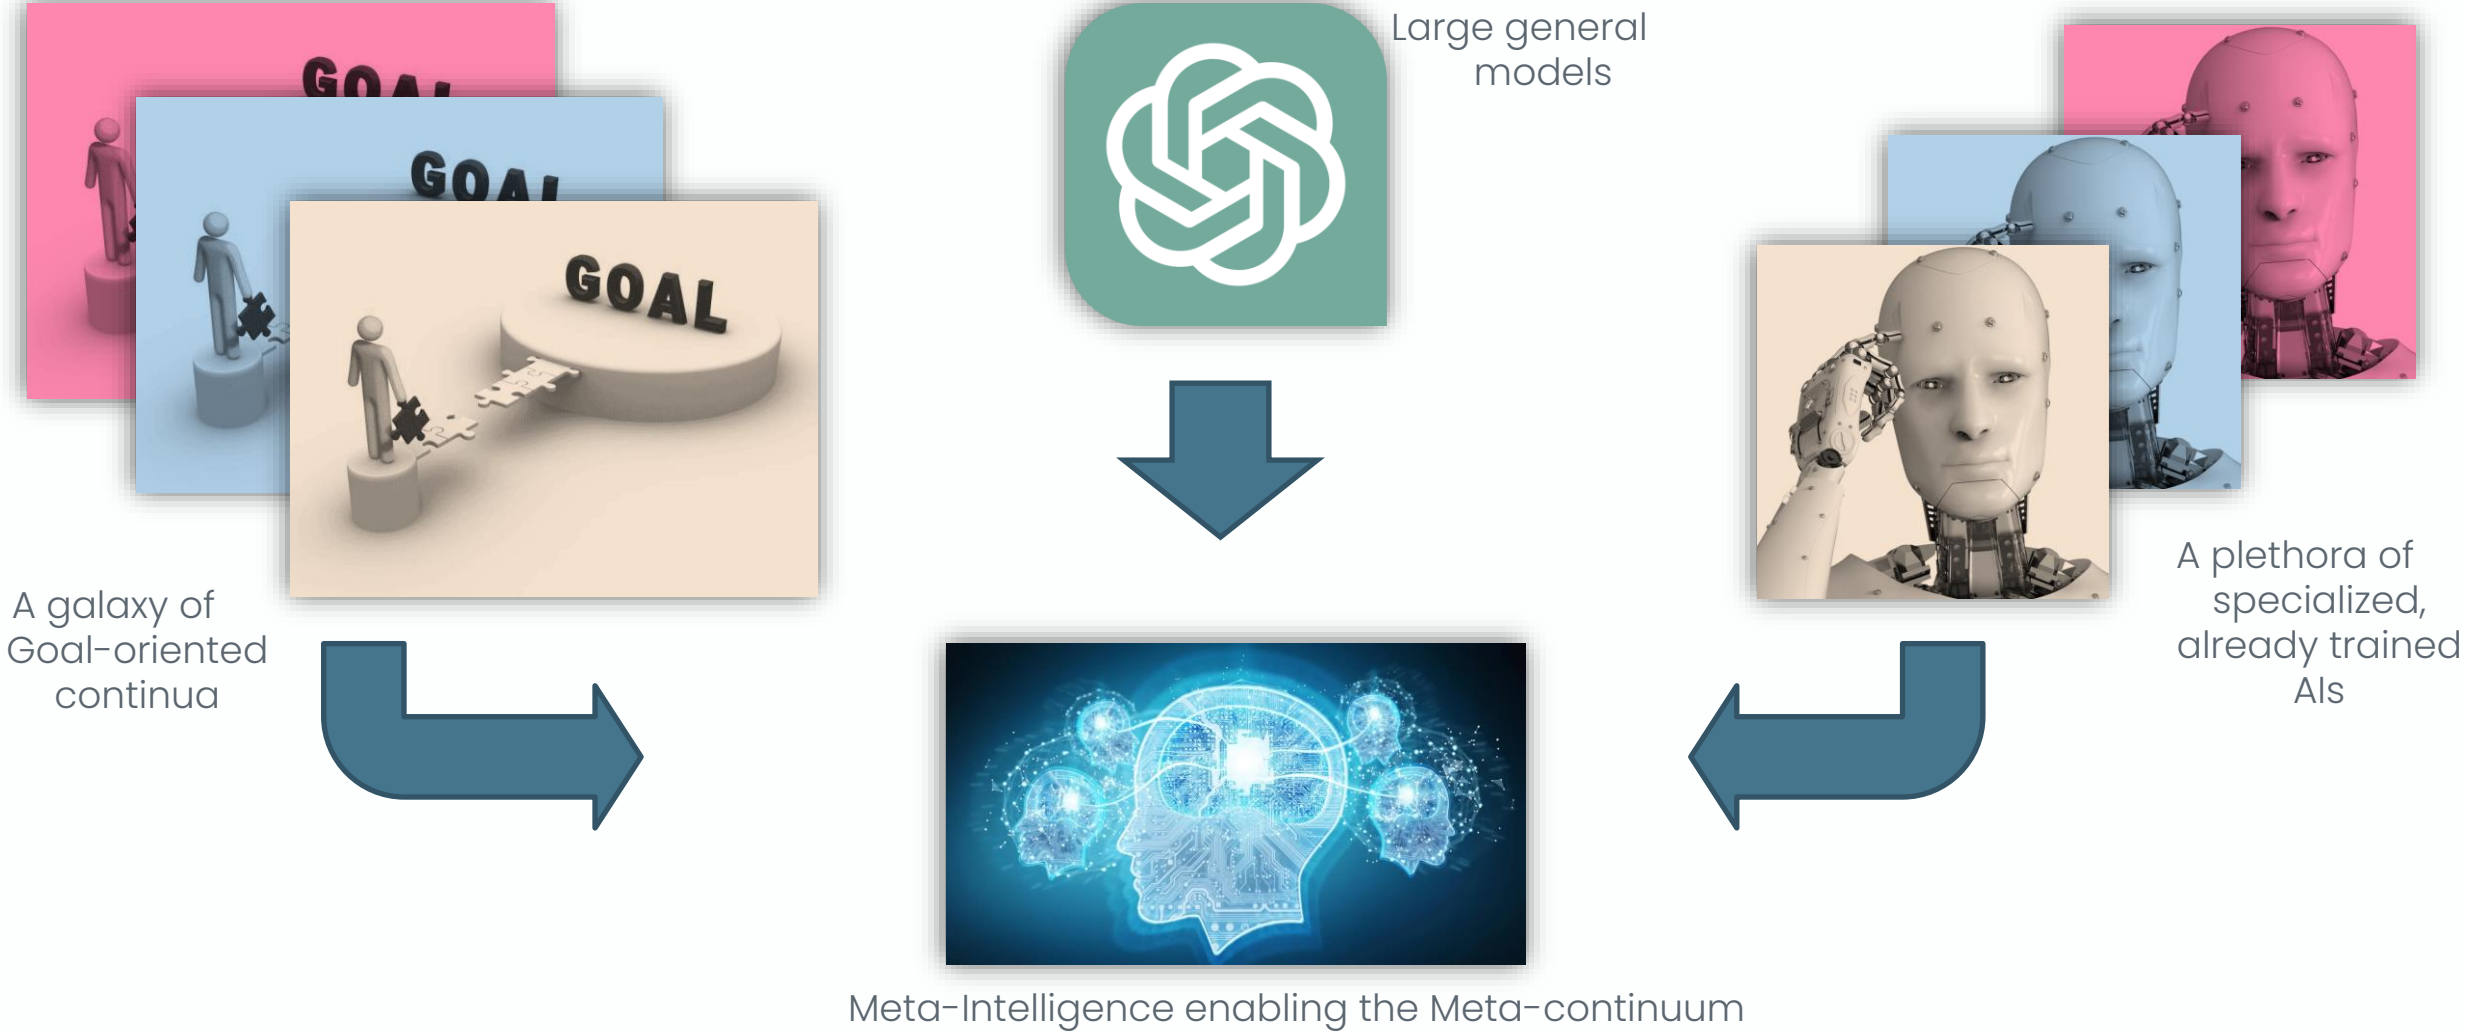 GOAL
GOAL
GOAL
Large general
models
A galaxy of
Goal-oriented
continua
A plethora of
specialized,
already trained
AIs
Meta-Intelligence enabling the Meta-continuum